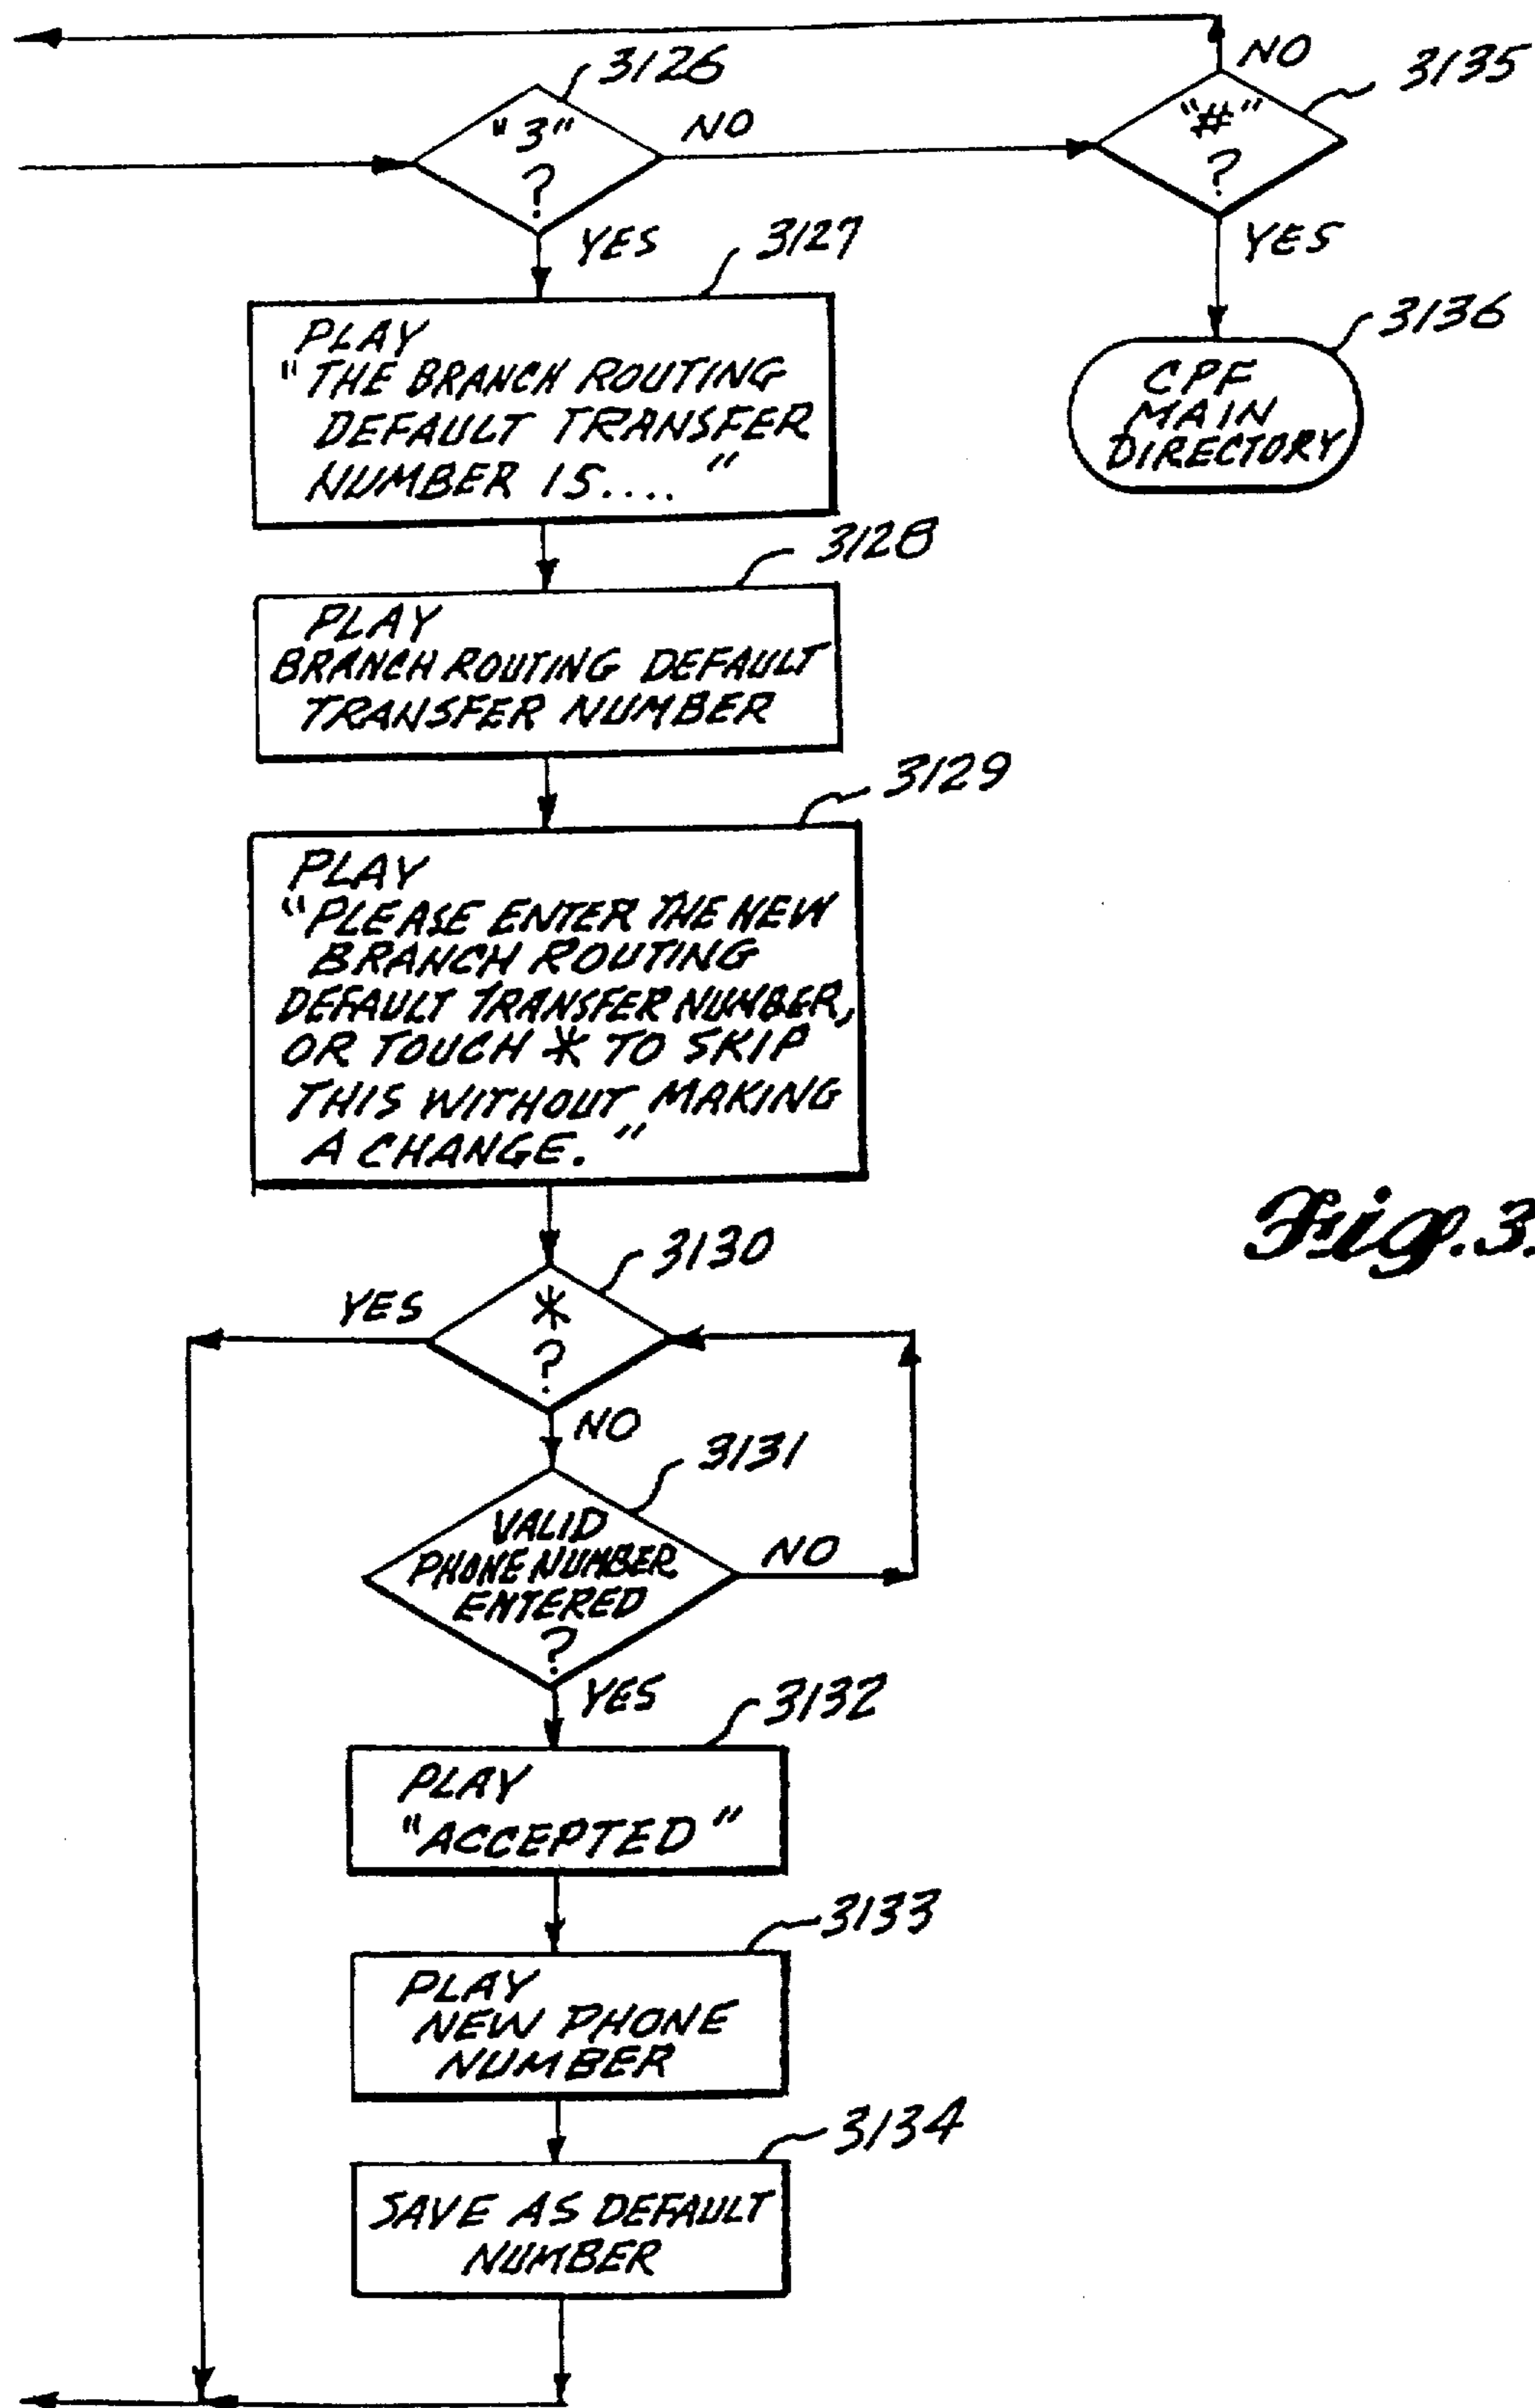 NO
3135
"#"
?
3126
"3"
?
NO
YES
YES
3127
PLAY
"THE BRANCH ROUTING
DEFAULT TRANSFER
NUMBER IS...."
3136
CPF
MAIN
DIRECTORY
3128
PLAY
BRANCH ROUTING DEFAULT
TRANSFER NUMBER
3129
PLAY
"PLEASE ENTER THE NEW
BRANCH ROUTING
DEFAULT TRANSFER NUMBER,
OR TOUCH * TO SKIP
THIS WITHOUT MAKING
A CHANGE."
Fig.3
3130
YES
*
?
NO
3131
VALID
PHONE NUMBER
ENTERED
?
NO
YES
3132
PLAY
"ACCEPTED"
3133
PLAY
NEW PHONE
NUMBER
3134
SAVE AS DEFAULT
NUMBER